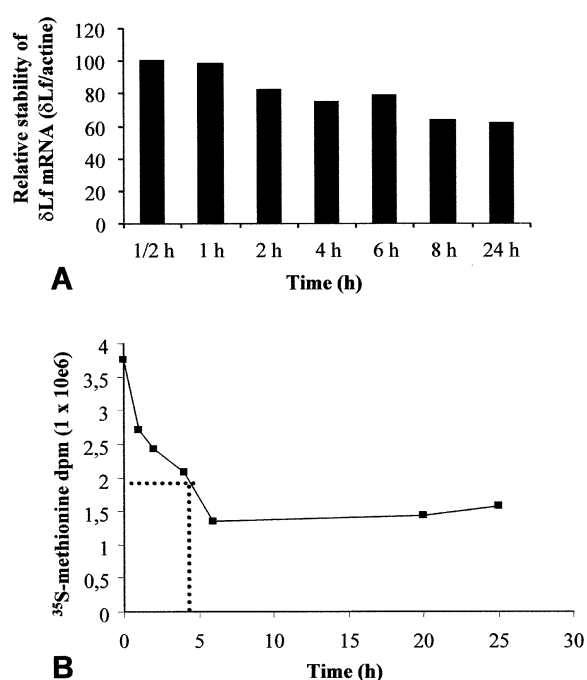 Relative stability of
δLf mRNA (δLf/actine)
120
100
80
60
40
20
0
1/2 h 1 h 2 h 4 h 6 h 8 h 24 h
Time (h)
A
35S-methionine dpm (1 x 10e6)
4
3,5
3
2,5
2
1,5
1
0,5
0
0 5 10 15 20 25 30
Time (h)
B